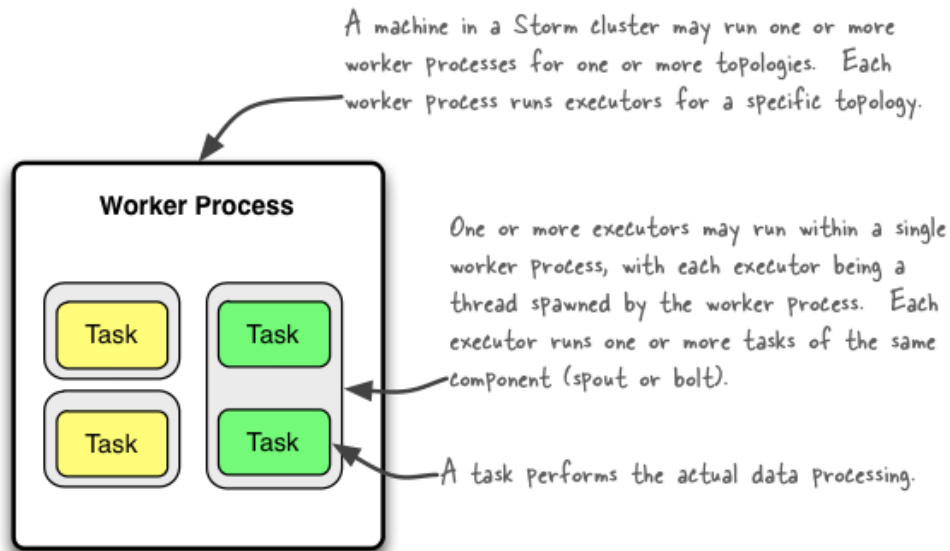 A machine in a Storm cluster may run one or more
worker processes for one or more topologies. Each
worker process runs executors for a specific topology.
Worker Process
One or more executors may run within a single
worker process, with each executor being a
thread spawned by the worker process. Each
executor runs one or more tasks of the same
component (spout or bolt).
Task
Task
Task
Task
A task performs the actual data processing.